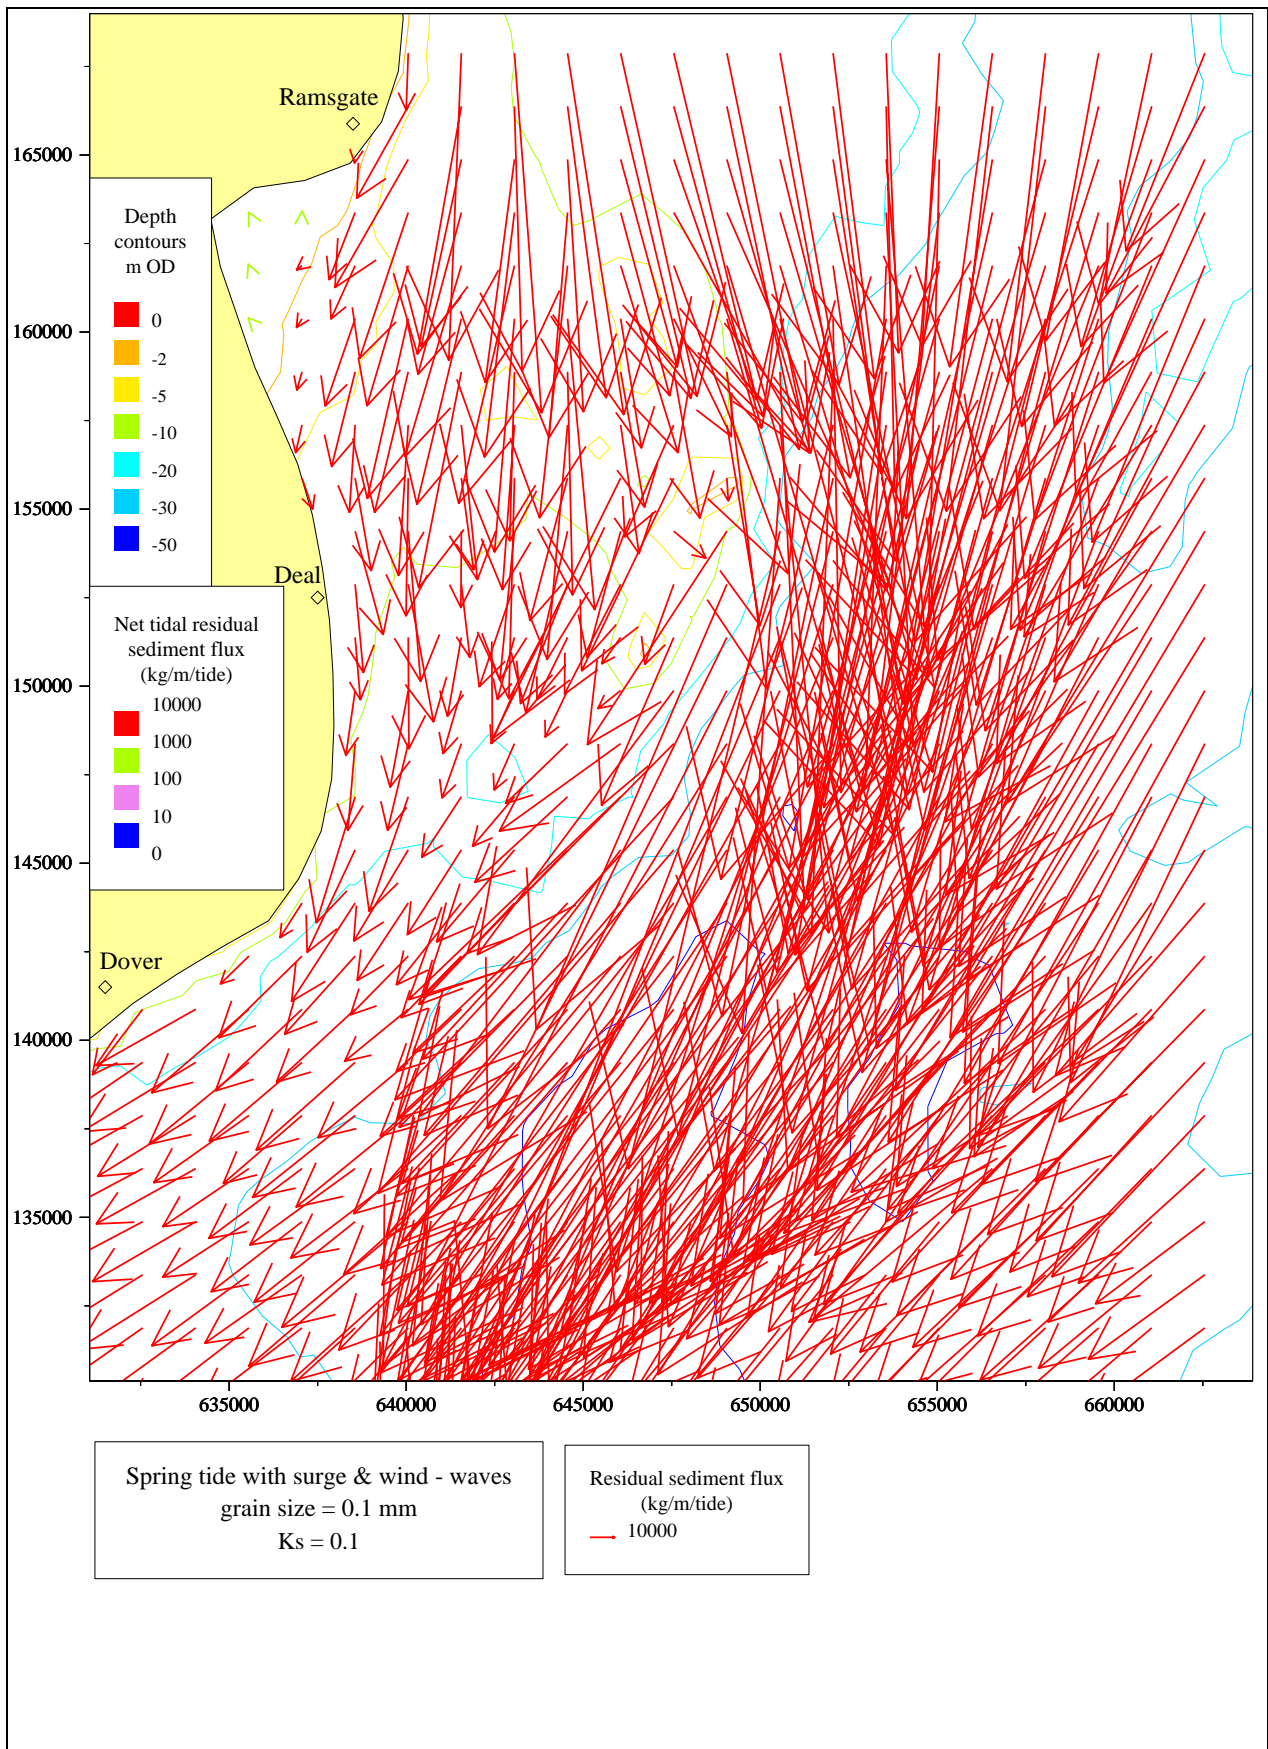 Ramsgate
165000
Depth
contours
m OD
0
-2
-5
-10
-20
-30
-50
160000
155000
Deal
Net tidal residual
sediment flux
(kg/m/tide)
10000
1000
100
10
0
150000
145000
Dover
140000
135000
635000 640000 645000 650000 655000 660000
Spring tide with surge & wind - waves
grain size = 0.1 mm
Ks = 0.1
Residual sediment flux
(kg/m/tide)
10000